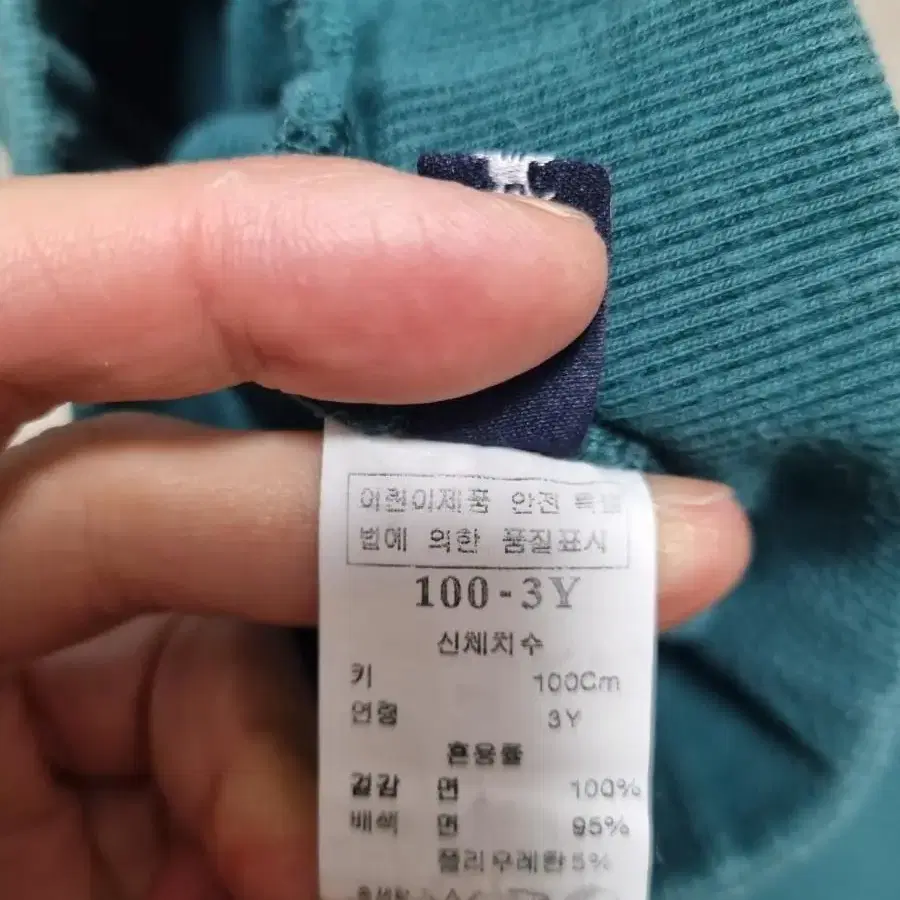 어린이제품 안전 특별
법에 의한 품질표시
100-3Y
신체치수
키 100Cm
연령 3Y
혼용률
겉감 면 100%
배색 면 95%
폴리우레탄5%